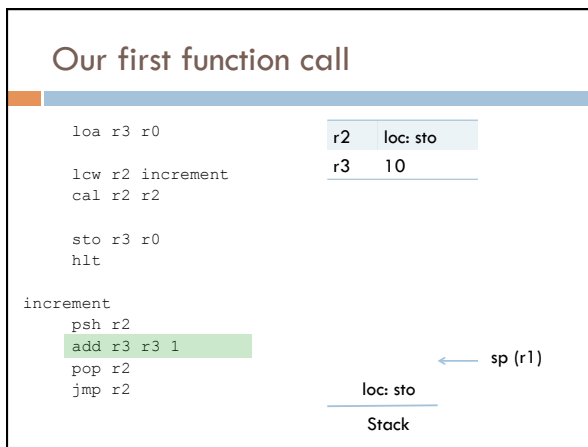 Our first function call
loa r3 r0
lcw r2 increment
cal r2 r2
sto r3 r0
hlt
increment
psh r2
add r3 r3 1
pop r2
jmp r2
r2 loc: sto
r3 10
sp (r1)
loc: sto
Stack